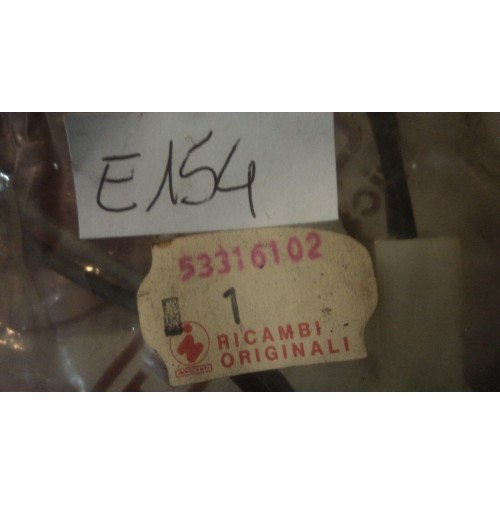 E154
53316102
1
RICAMBI
ORIGINALI